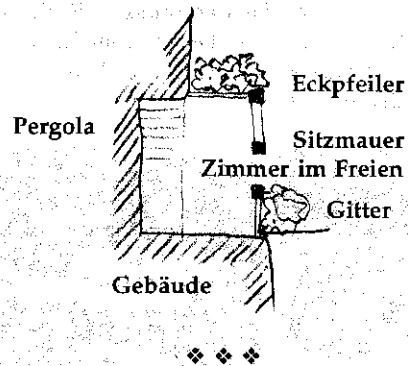 Eckpfeiler
Pergola
Sitzmauer
Zimmer im Freien
Gitter
Gebäude